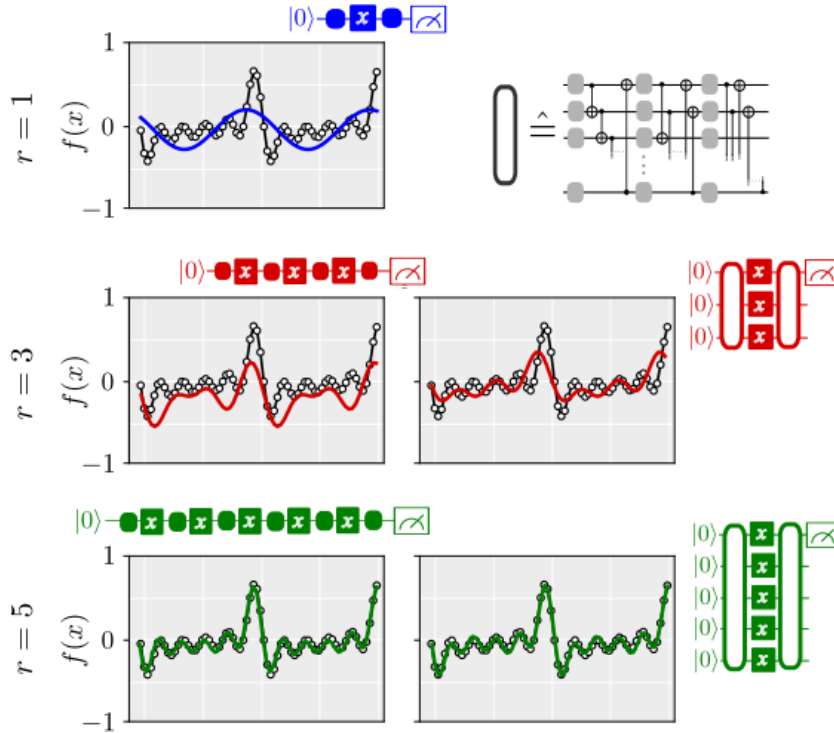 |0⟩ x
r = 1
f(x)
1
0
−1
≙
r = 3
|0⟩ x x x
f(x)
1
0
−1
|0⟩ x
|0⟩ x
|0⟩ x
r = 5
|0⟩ x x x x x
f(x)
1
0
−1
|0⟩ x
|0⟩ x
|0⟩ x
|0⟩ x
|0⟩ x